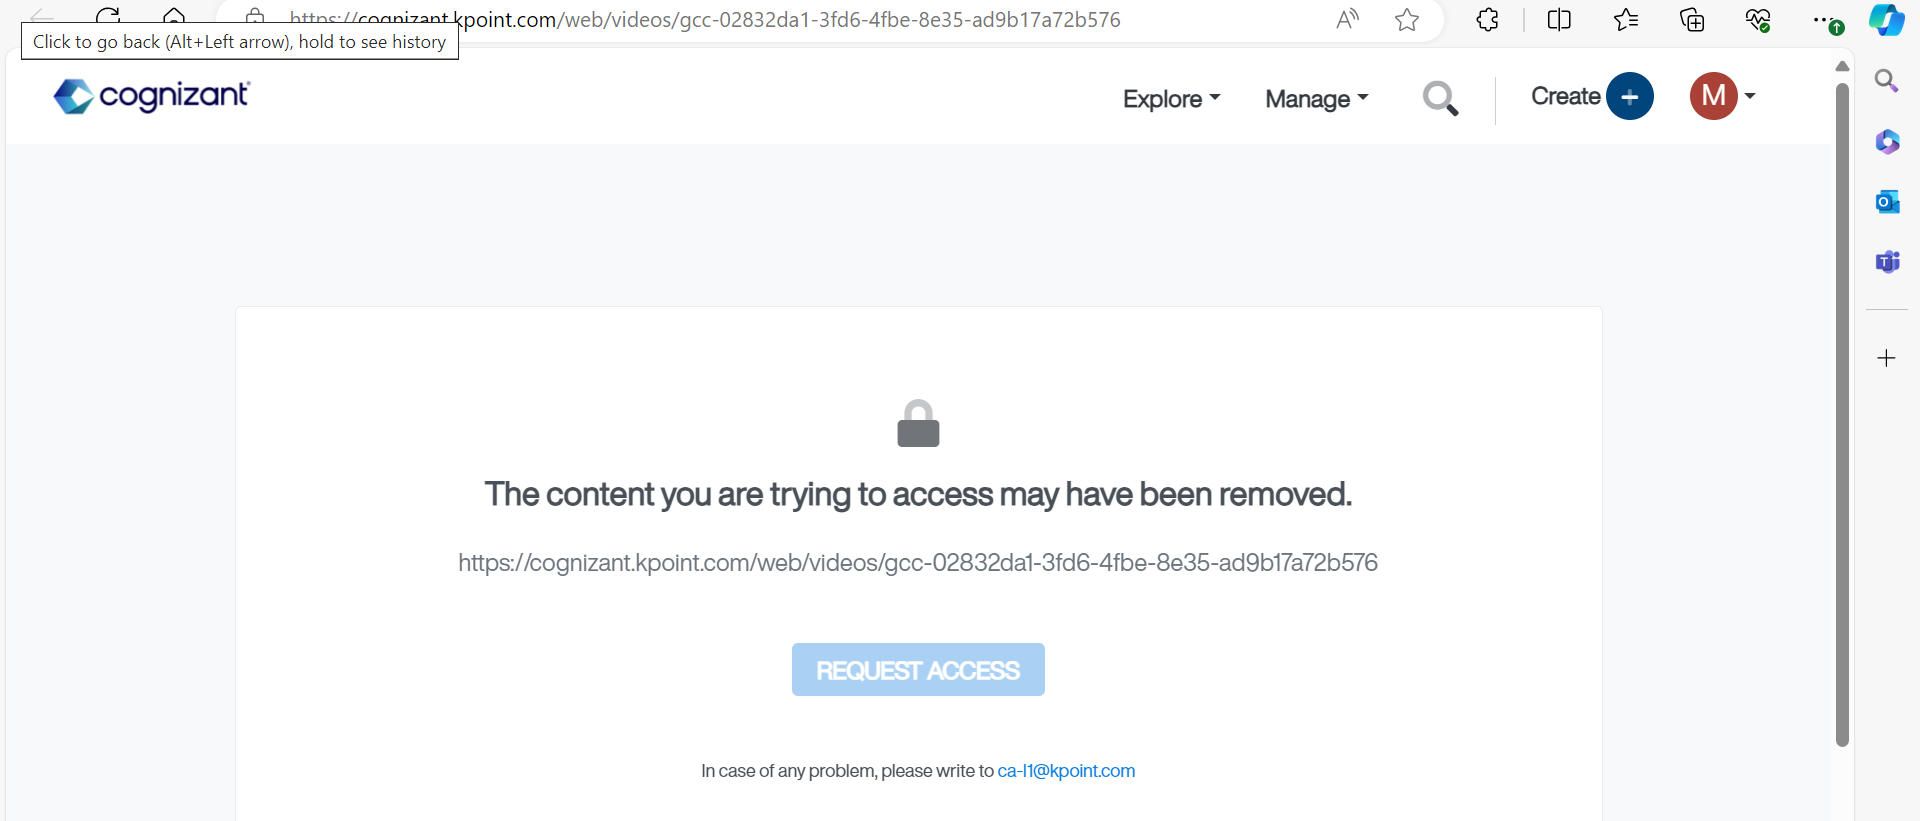 https://cognizant.kpoint.com/web/videos/gcc-02832da1-3fd6-4fbe-8e35-ad9b17a72b576
Click to go back (Alt+Left arrow), hold to see history
cognizant
Explore
Manage
Create
M
The content you are trying to access may have been removed.
https://cognizant.kpoint.com/web/videos/gcc-02832da1-3fd6-4fbe-8e35-ad9b17a72b576
REQUEST ACCESS
In case of any problem, please write to ca-l1@kpoint.com